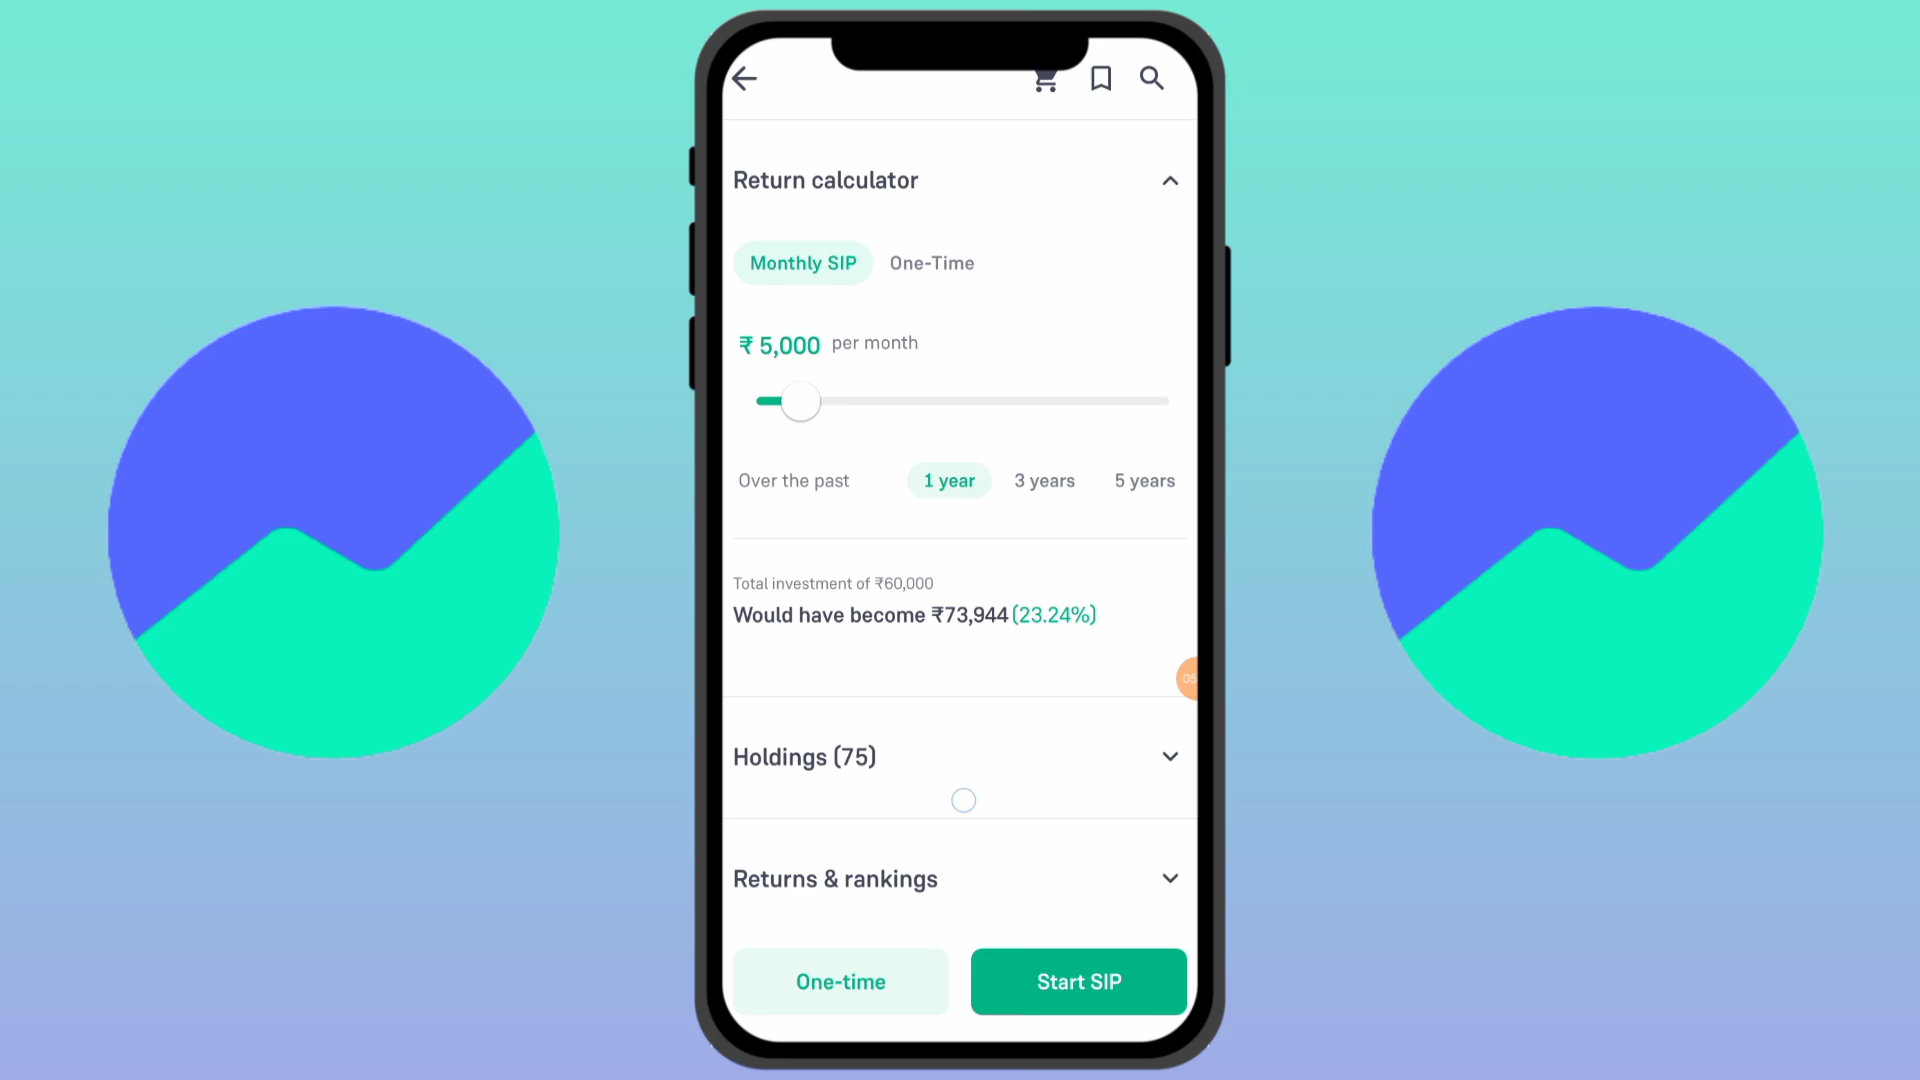 Return calculator
Monthly SIP One-Time
₹ 5,000 per month
Over the past 1 year 3 years 5 years
Total investment of ₹60,000
Would have become ₹73,944 (23.24%)
05
Holdings (75)
Returns & rankings
One-time Start SIP